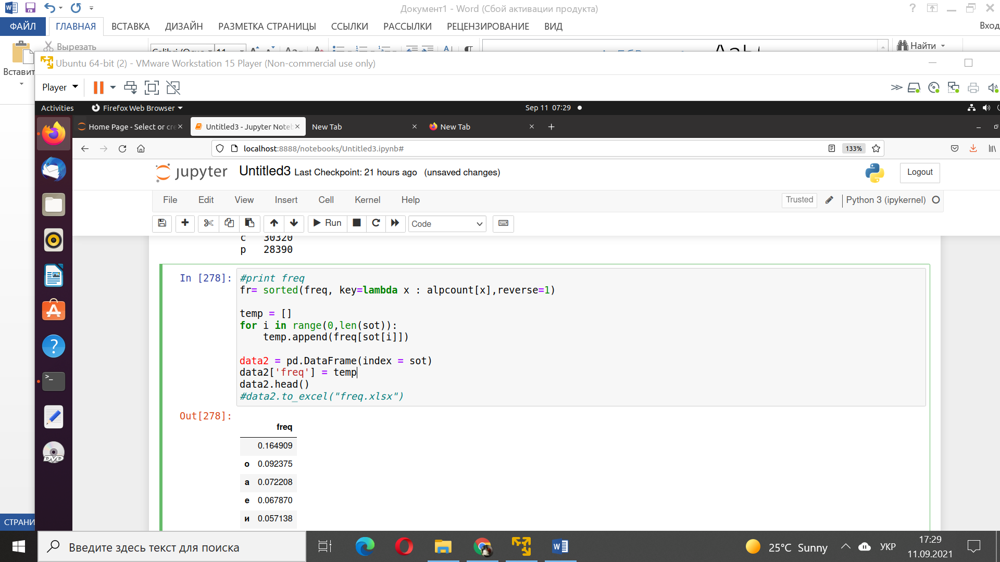 Документ1 - Word (Сбой активации продукта)
ФАЙЛ ГЛАВНАЯ ВСТАВКА ДИЗАЙН РАЗМЕТКА СТРАНИЦЫ ССЫЛКИ РАССЫЛКИ РЕЦЕНЗИРОВАНИЕ ВИД Вход
Вырезать
Найти
Вставит
Ubuntu 64-bit (2) - VMware Workstation 15 Player (Non-commercial use only)
Player
Activities Firefox Web Browser Sep 11 07:29
Home Page - Select or cre Untitled3 - Jupyter Noteb New Tab New Tab
localhost:8888/notebooks/Untitled3.ipynb# 133%
jupyter Untitled3 Last Checkpoint: 21 hours ago (unsaved changes) Logout
File Edit View Insert Cell Kernel Help Trusted Python 3 (ipykernel)
Run Code
с 30320
р 28390
In [278]: #print freq
fr= sorted(freq, key=lambda x : alpcount[x],reverse=1)
temp = []
for i in range(0,len(sot)):
temp.append(freq[sot[i]])
data2 = pd.DataFrame(index = sot)
data2['freq'] = temp
data2.head()
#data2.to_excel("freq.xlsx")
Out[278]:
freq
0.164909
о 0.092375
а 0.072208
е 0.067870
и 0.057138
СТРАНИ
Введите здесь текст для поиска
25°C Sunny УКР 17:29
11.09.2021